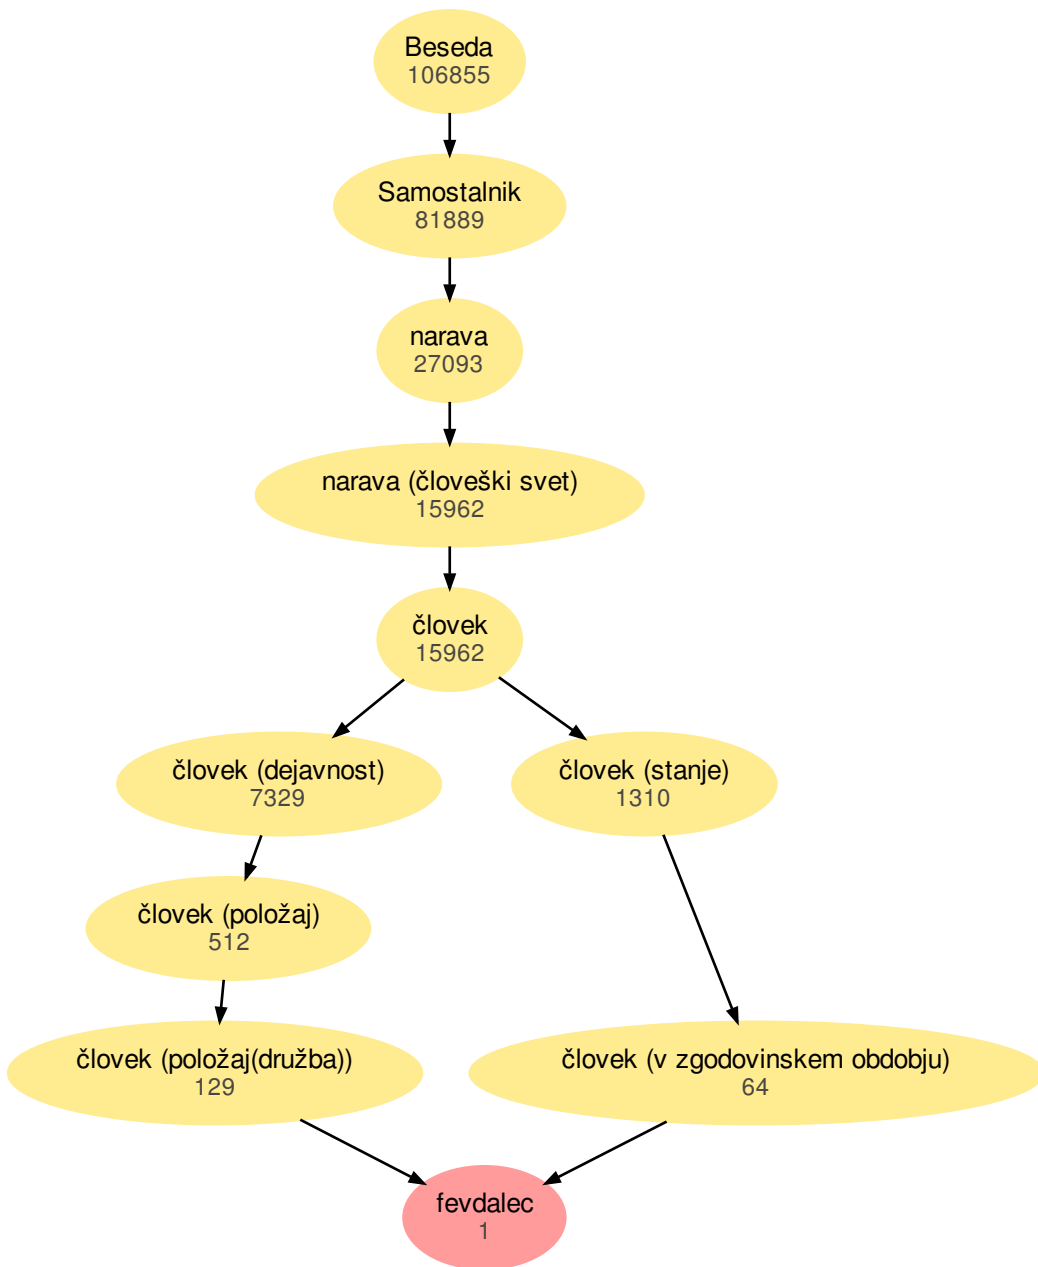 Beseda
106855
Samostalnik
81889
narava
27093
narava (človeški svet)
15962
človek
15962
človek (dejavnost)
7329
človek (stanje)
1310
človek (položaj)
512
človek (položaj(družba))
129
človek (v zgodovinskem obdobju)
64
fevdalec
1